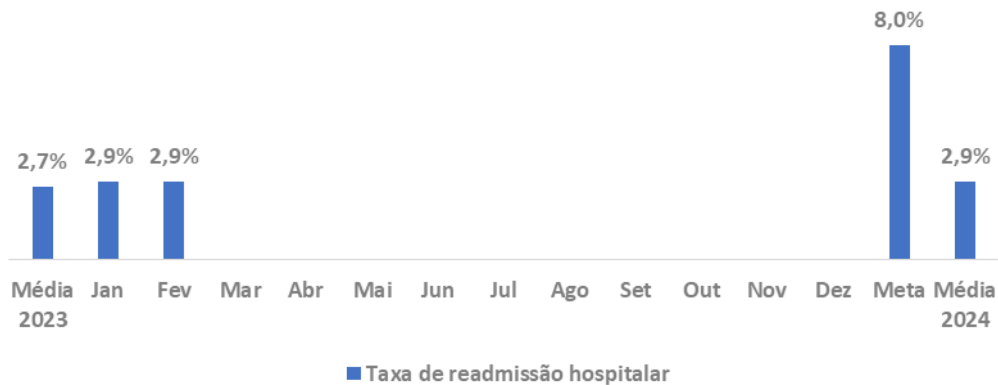 8,0%
2,7% 2,9% 2,9% 2,9%
Média Jan Fev Mar Abr Mai Jun Jul Ago Set Out Nov Dez Meta Média
2023 2024
Taxa de readmissão hospitalar